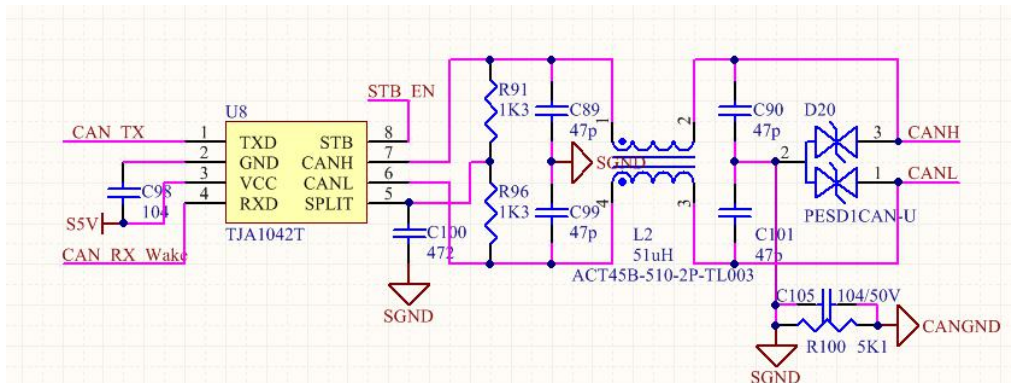 STB_EN
U8
CAN_TX 1 TXD STB 8
2 GND CANH 7
3 VCC CANL 6
4 RXD SPLIT 5
TJA1042T
C98
104
S5V
CAN_RX_Wake
C100
472
SGND
R91
1K3
R96
1K3
C89
47p
SGND
C99
47p
1 2
4 3
L2
51uH
ACT45B-510-2P-TL003
C90
47p
C101
47p
D20
2 3 CANH
1 CANL
PESD1CAN-U
C105 104/50V
R100 5K1
CANGND
SGND